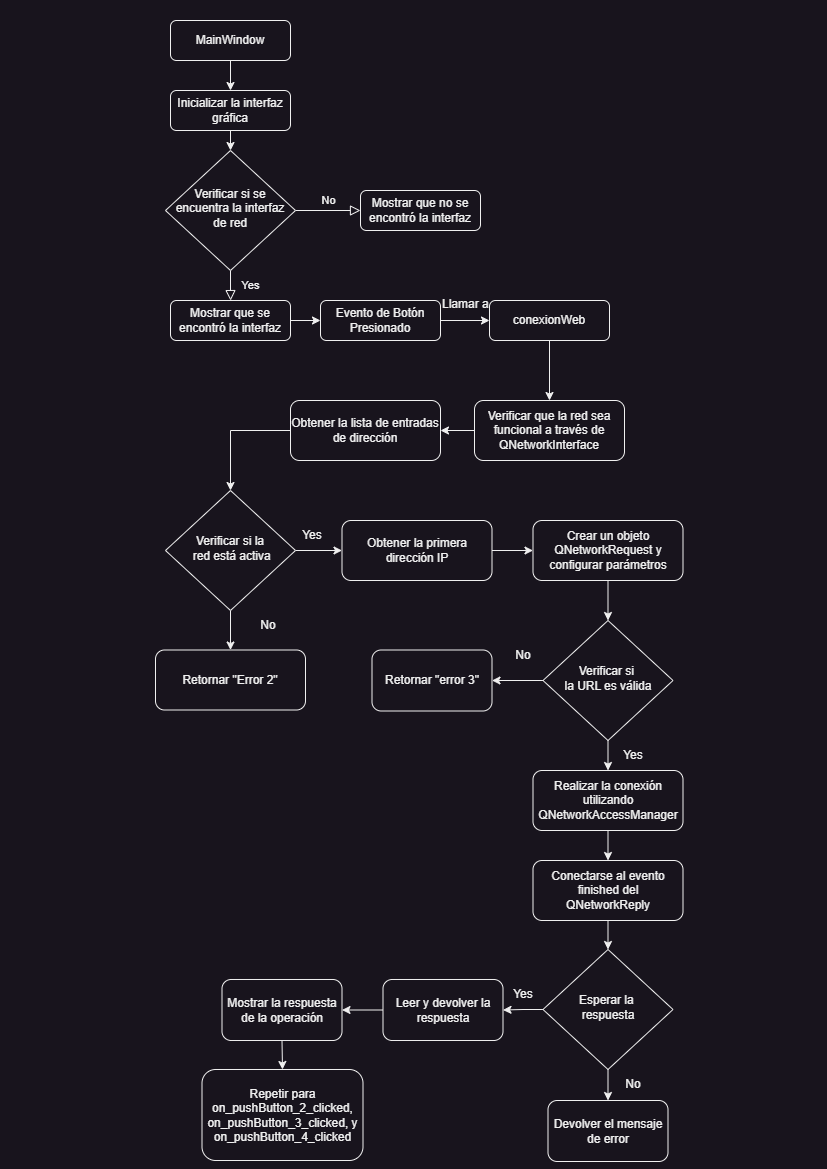 MainWindow
Inicializar la interfaz
gráfica
Verificar si se
encuentra la interfaz
de red
No
Mostrar que no se
encontró la interfaz
Yes
Mostrar que se
encontró la interfaz
Evento de Botón
Presionado
Llamar a
conexionWeb
Verificar que la red sea
funcional a través de
QNetworkInterface
Obtener la lista de entradas
de dirección
Verificar si la
red está activa
Yes
Obtener la primera
dirección IP
Crear un objeto
QNetworkRequest y
configurar parámetros
No
Retornar "Error 2"
Verificar si
la URL es válida
No
Retornar "error 3"
Yes
Realizar la conexión
utilizando
QNetworkAccessManager
Conectarse al evento
finished del
QNetworkReply
Esperar la
respuesta
Yes
Leer y devolver la
respuesta
Mostrar la respuesta
de la operación
Repetir para
on_pushButton_2_clicked,
on_pushButton_3_clicked, y
on_pushButton_4_clicked
No
Devolver el mensaje
de error